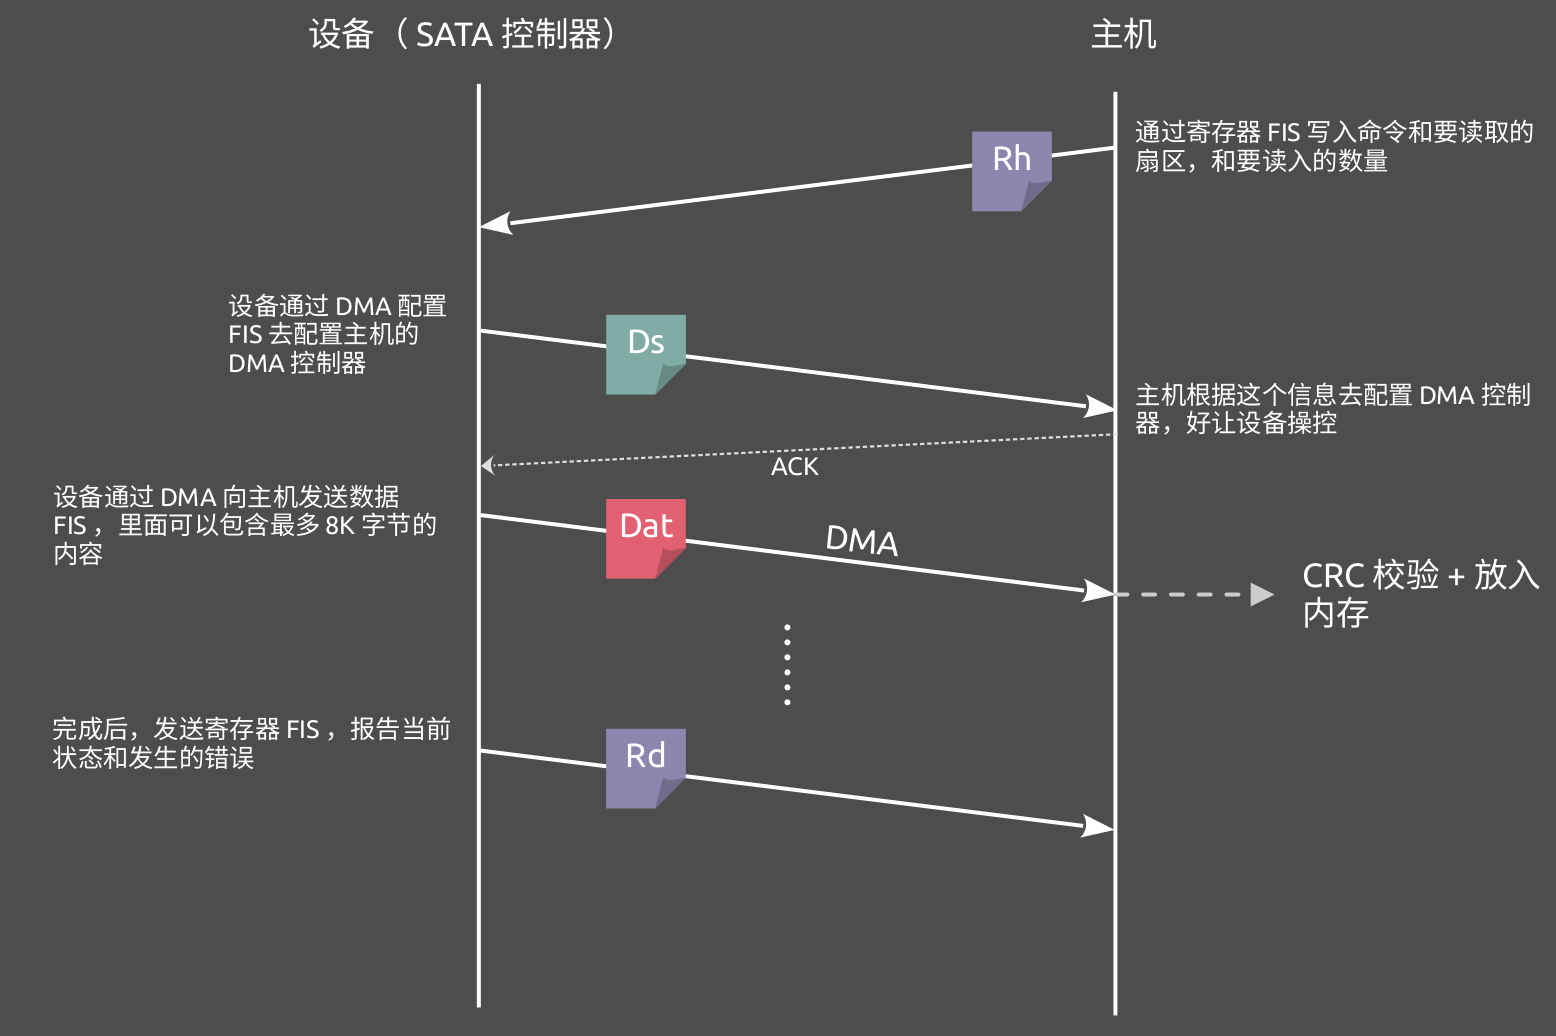 设备（ SATA 控制器）
主机
通过寄存器 FIS 写入命令和要读取的
扇区，和要读入的数量
Rh
设备通过 DMA 配置
FIS 去配置主机的
DMA 控制器
Ds
主机根据这个信息去配置 DMA 控制
器，好让设备操控
ACK
设备通过 DMA 向主机发送数据
FIS ，里面可以包含最多 8K 字节的
内容
Dat
DMA
CRC 校验 + 放入
内存
完成后，发送寄存器 FIS ，报告当前
状态和发生的错误
Rd